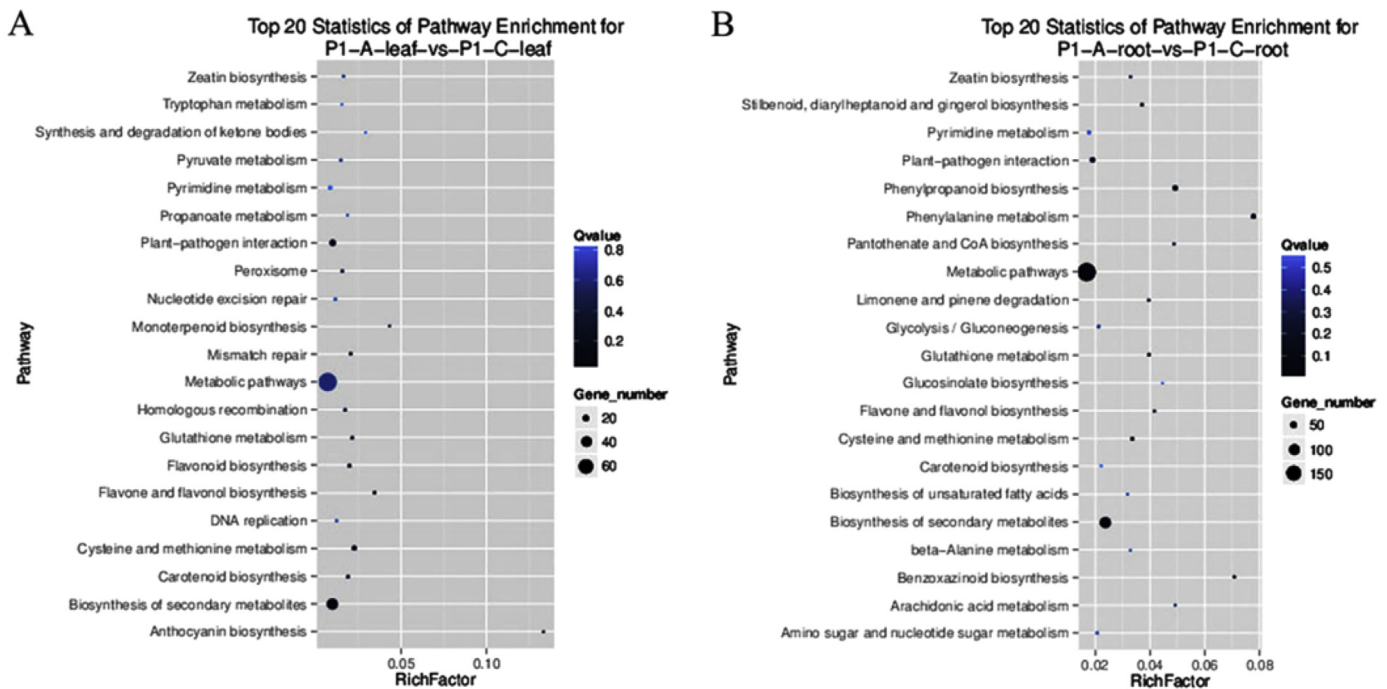 A
Top 20 Statistics of Pathway Enrichment for
P1-A-leaf-vs-P1-C-leaf
Pathway
Zeatin biosynthesis
Tryptophan metabolism
Synthesis and degradation of ketone bodies
Pyruvate metabolism
Pyrimidine metabolism
Propanoate metabolism
Plant-pathogen interaction
Peroxisome
Nucleotide excision repair
Monoterpenoid biosynthesis
Mismatch repair
Metabolic pathways
Homologous recombination
Glutathione metabolism
Flavonoid biosynthesis
Flavone and flavonol biosynthesis
DNA replication
Cysteine and methionine metabolism
Carotenoid biosynthesis
Biosynthesis of secondary metabolites
Anthocyanin biosynthesis
0.05 0.10
RichFactor
Qvalue
0.8
0.6
0.4
0.2
Gene_number
20
40
60
B
Top 20 Statistics of Pathway Enrichment for
P1-A-root-vs-P1-C-root
Pathway
Zeatin biosynthesis
Stilbenoid, diarylheptanoid and gingerol biosynthesis
Pyrimidine metabolism
Plant-pathogen interaction
Phenylpropanoid biosynthesis
Phenylalanine metabolism
Pantothenate and CoA biosynthesis
Metabolic pathways
Limonene and pinene degradation
Glycolysis / Gluconeogenesis
Glutathione metabolism
Glucosinolate biosynthesis
Flavone and flavonol biosynthesis
Cysteine and methionine metabolism
Carotenoid biosynthesis
Biosynthesis of unsaturated fatty acids
Biosynthesis of secondary metabolites
beta-Alanine metabolism
Benzoxazinoid biosynthesis
Arachidonic acid metabolism
Amino sugar and nucleotide sugar metabolism
0.02 0.04 0.06 0.08
RichFactor
Qvalue
0.5
0.4
0.3
0.2
0.1
Gene_number
50
100
150